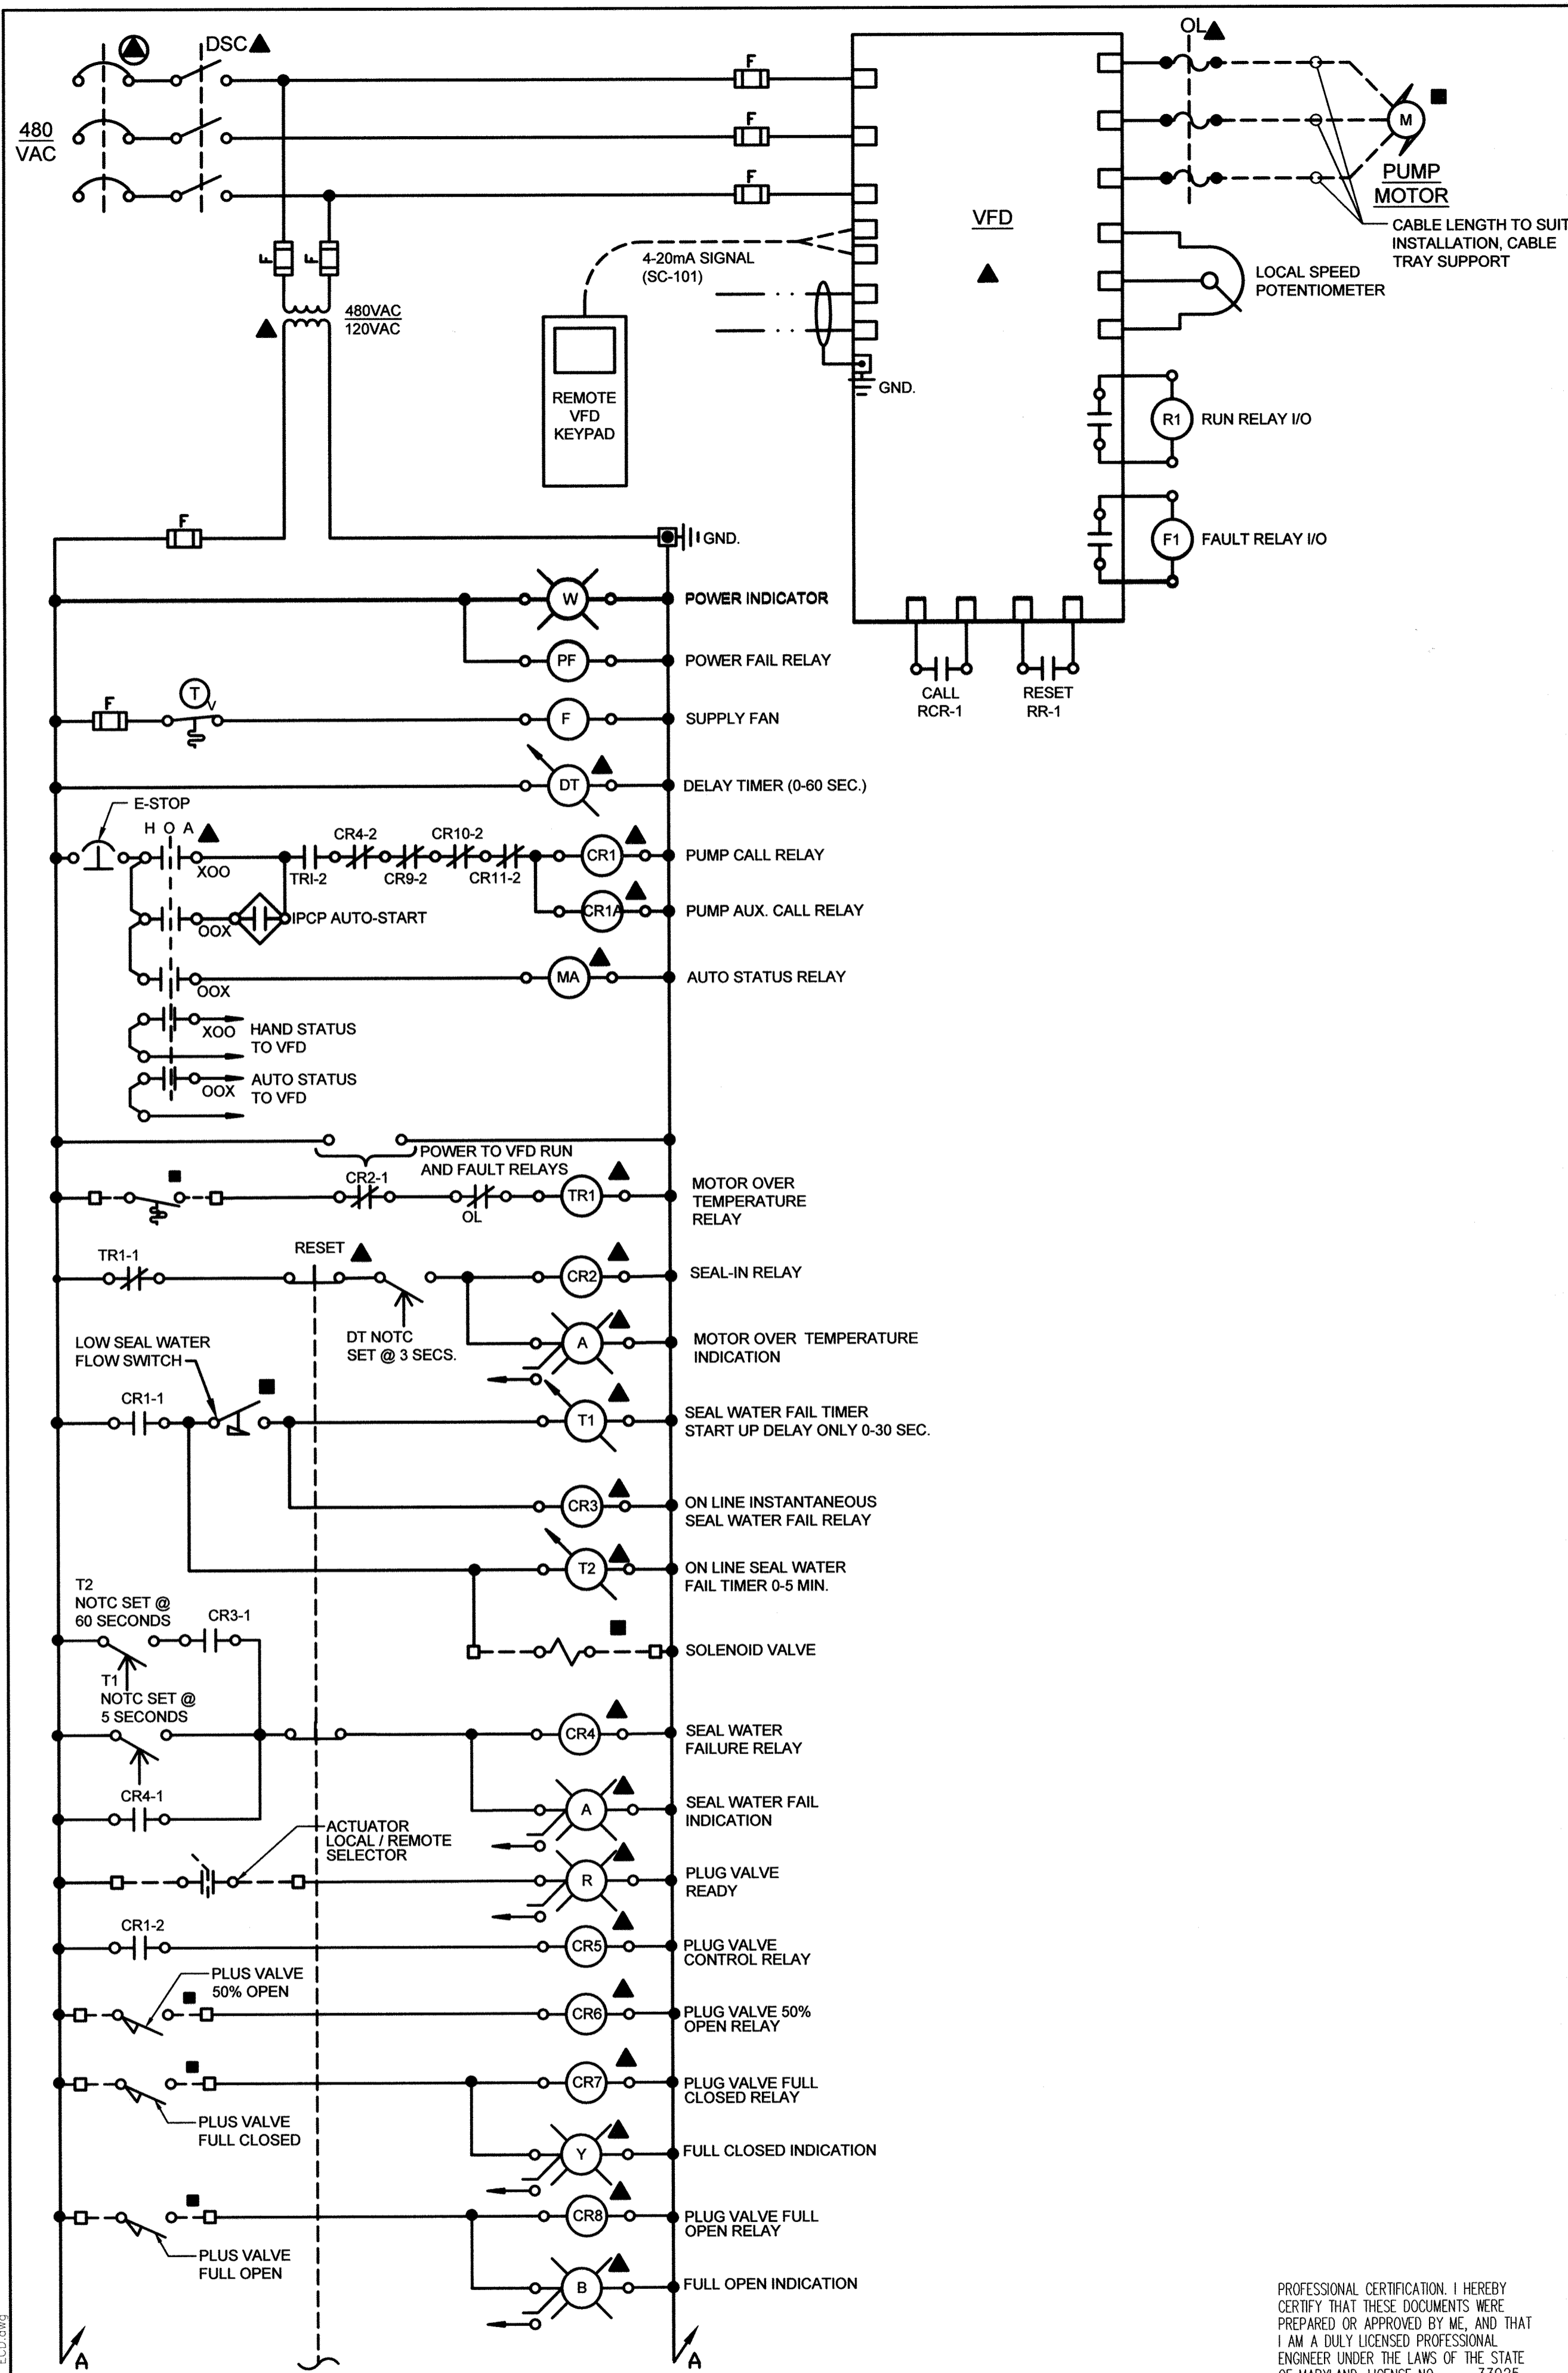 DSC
OL
F
480
VAC
F
M
PUMP
MOTOR
F
CABLE LENGTH TO SUIT
INSTALLATION, CABLE
TRAY SUPPORT
VFD
F
F
4-20mA SIGNAL
(SC-101)
LOCAL SPEED
POTENTIOMETER
480VAC
120VAC
REMOTE
VFD
KEYPAD
GND.
R1
RUN RELAY I/O
F
GND.
F1
FAULT RELAY I/O
W
POWER INDICATOR
PF
POWER FAIL RELAY
CALL
RCR-1
RESET
RR-1
F
T
V
F
SUPPLY FAN
DT
DELAY TIMER (0-60 SEC.)
E-STOP
H O A
XOO
TRI-2
CR4-2
CR9-2
CR10-2
CR11-2
CR1
PUMP CALL RELAY
OOX
IPCP AUTO-START
CR1A
PUMP AUX. CALL RELAY
OOX
MA
AUTO STATUS RELAY
XOO
HAND STATUS
TO VFD
OOX
AUTO STATUS
TO VFD
POWER TO VFD RUN
AND FAULT RELAYS
CR2-1
OL
TR1
MOTOR OVER
TEMPERATURE
RELAY
TR1-1
RESET
CR2
SEAL-IN RELAY
DT NOTC
SET @ 3 SECS.
A
MOTOR OVER TEMPERATURE
INDICATION
LOW SEAL WATER
FLOW SWITCH
CR1-1
T1
SEAL WATER FAIL TIMER
START UP DELAY ONLY 0-30 SEC.
CR3
ON LINE INSTANTANEOUS
SEAL WATER FAIL RELAY
T2
ON LINE SEAL WATER
FAIL TIMER 0-5 MIN.
T2
NOTC SET @
60 SECONDS
CR3-1
SOLENOID VALVE
T1
NOTC SET @
5 SECONDS
CR4
SEAL WATER
FAILURE RELAY
CR4-1
A
SEAL WATER FAIL
INDICATION
ACTUATOR
LOCAL / REMOTE
SELECTOR
R
PLUG VALVE
READY
CR1-2
CR5
PLUG VALVE
CONTROL RELAY
PLUS VALVE
50% OPEN
CR6
PLUG VALVE 50%
OPEN RELAY
CR7
PLUG VALVE FULL
CLOSED RELAY
PLUS VALVE
FULL CLOSED
Y
FULL CLOSED INDICATION
CR8
PLUG VALVE FULL
OPEN RELAY
PLUS VALVE
FULL OPEN
B
FULL OPEN INDICATION
A
A
ECD.dwg
PROFESSIONAL CERTIFICATION. I HEREBY
CERTIFY THAT THESE DOCUMENTS WERE
PREPARED OR APPROVED BY ME, AND THAT
I AM A DULY LICENSED PROFESSIONAL
ENGINEER UNDER THE LAWS OF THE STATE
OF MARYLAND, LICENSE NO.